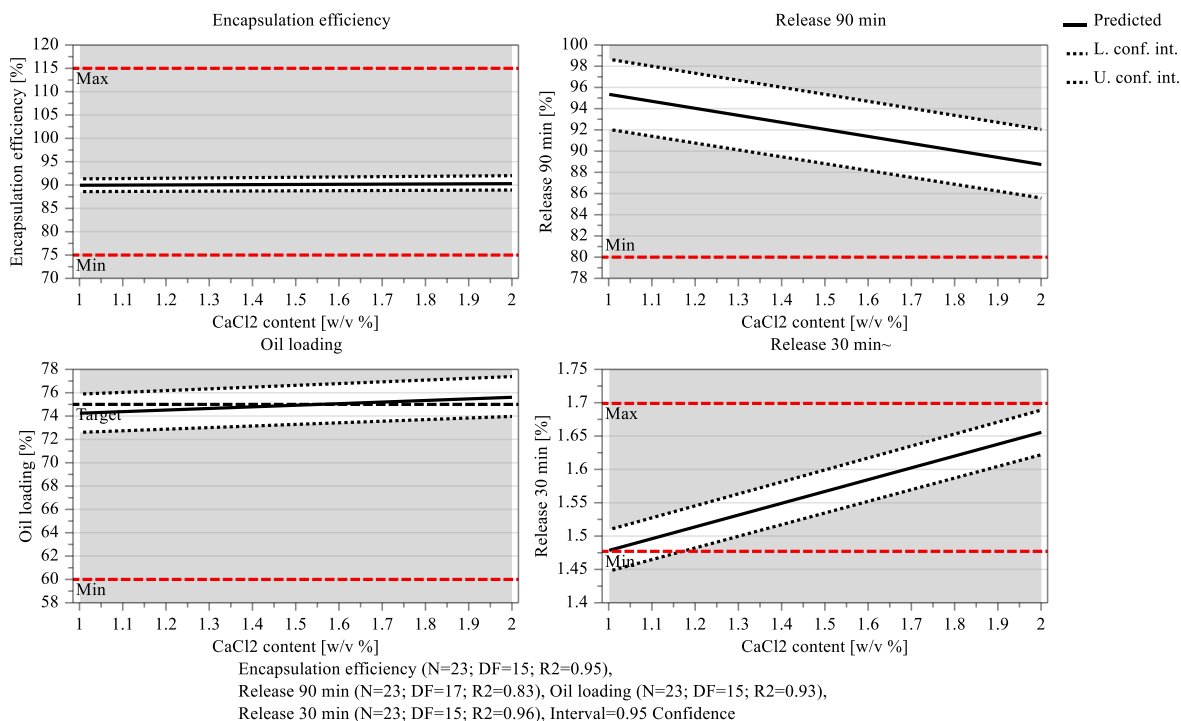 Encapsulation efficiency
Encapsulation efficiency [%]
120
115
110
105
100
95
90
85
80
75
70
Max
Min
1 1.1 1.2 1.3 1.4 1.5 1.6 1.7 1.8 1.9 2
CaCl2 content [w/v %]
Release 90 min
Release 90 min [%]
100
98
96
94
92
90
88
86
84
82
80
78
Min
1 1.1 1.2 1.3 1.4 1.5 1.6 1.7 1.8 1.9 2
CaCl2 content [w/v %]
Predicted
L. conf. int.
U. conf. int.
Oil loading
Oil loading [%]
78
76
74
72
70
68
66
64
62
60
58
Target
Min
1 1.1 1.2 1.3 1.4 1.5 1.6 1.7 1.8 1.9 2
CaCl2 content [w/v %]
Release 30 min~
Release 30 min [%]
1.75
1.7
1.65
1.6
1.55
1.5
1.45
1.4
Max
Min
1 1.1 1.2 1.3 1.4 1.5 1.6 1.7 1.8 1.9 2
CaCl2 content [w/v %]
Encapsulation efficiency (N=23; DF=15; R2=0.95),
Release 90 min (N=23; DF=17; R2=0.83), Oil loading (N=23; DF=15; R2=0.93),
Release 30 min (N=23; DF=15; R2=0.96), Interval=0.95 Confidence